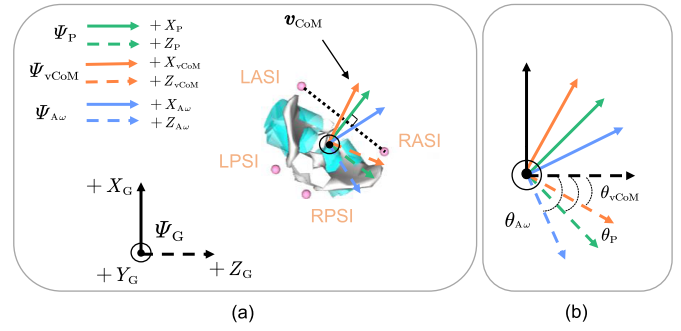 Ψ_P
+ X_P
+ Z_P
Ψ_vCoM
+ X_vCoM
+ Z_vCoM
Ψ_Aω
+ X_Aω
+ Z_Aω
v_CoM
LASI
RASI
LPSI
RPSI
+ X_G
Ψ_G
+ Y_G
+ Z_G
(a)
θ_vCoM
θ_Aω
θ_P
(b)